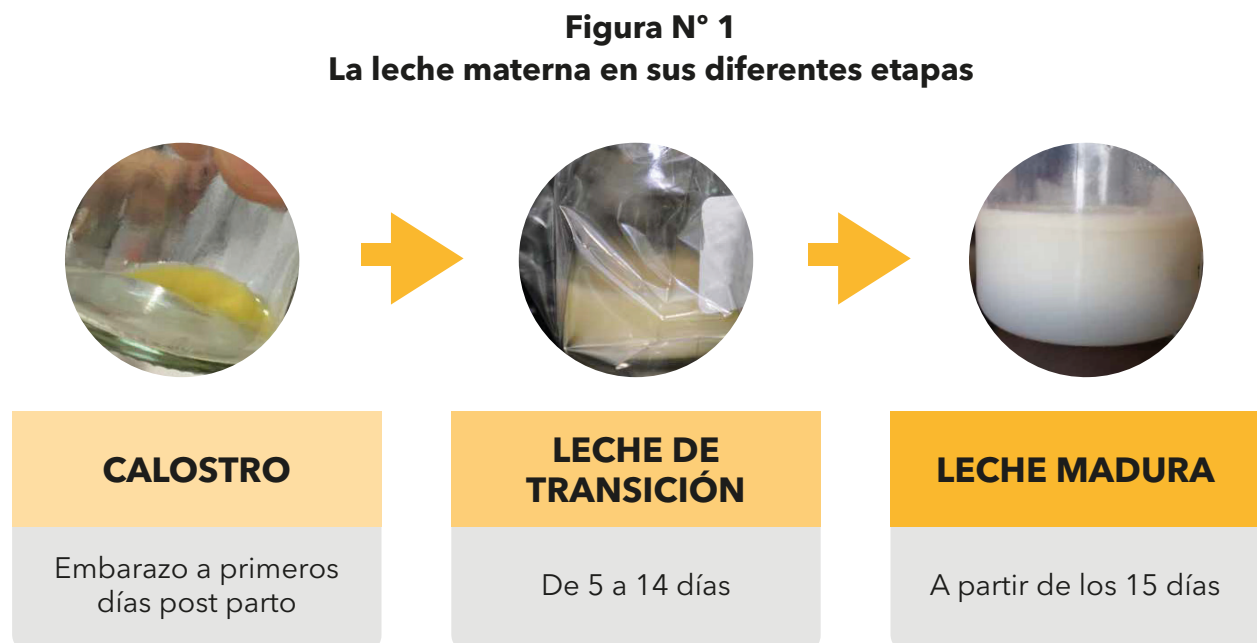 Figura N° 1
La leche materna en sus diferentes etapas
CALOSTRO
Embarazo a primeros
días post parto
LECHE DE
TRANSICIÓN
De 5 a 14 días
LECHE MADURA
A partir de los 15 días